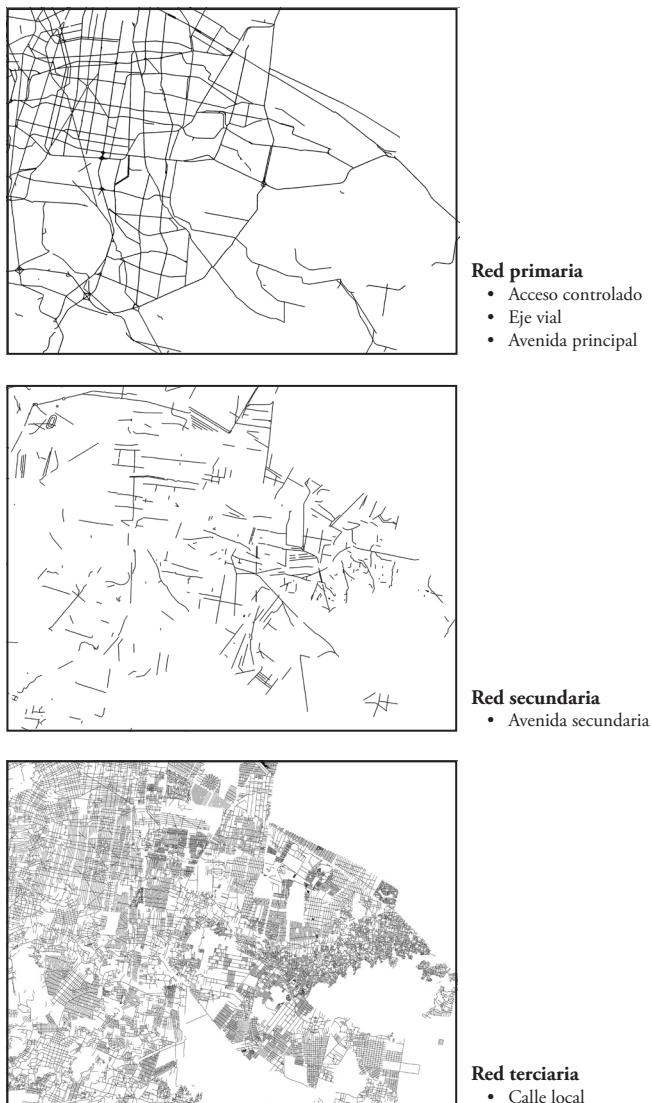 Red primaria
• Acceso controlado
• Eje vial
• Avenida principal
Red secundaria
• Avenida secundaria
Red terciaria
• Calle local